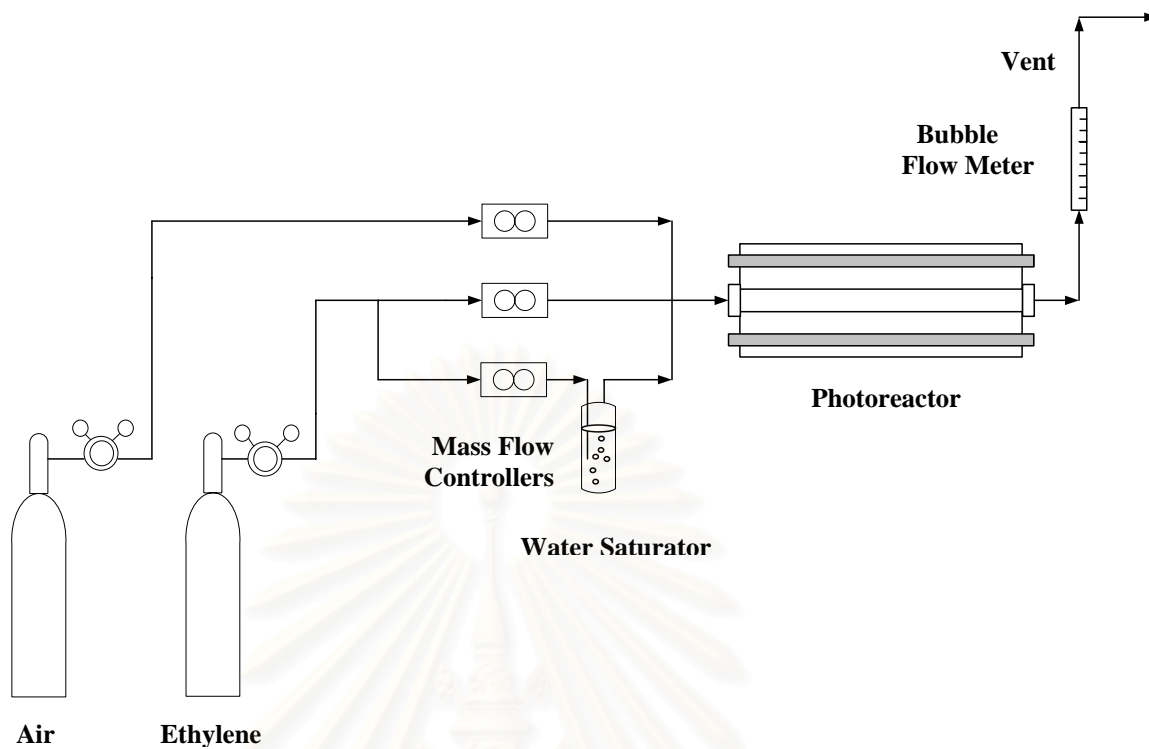 Vent
Bubble
Flow Meter
Photoreactor
Mass Flow
Controllers
Water Saturator
Air
Ethylene